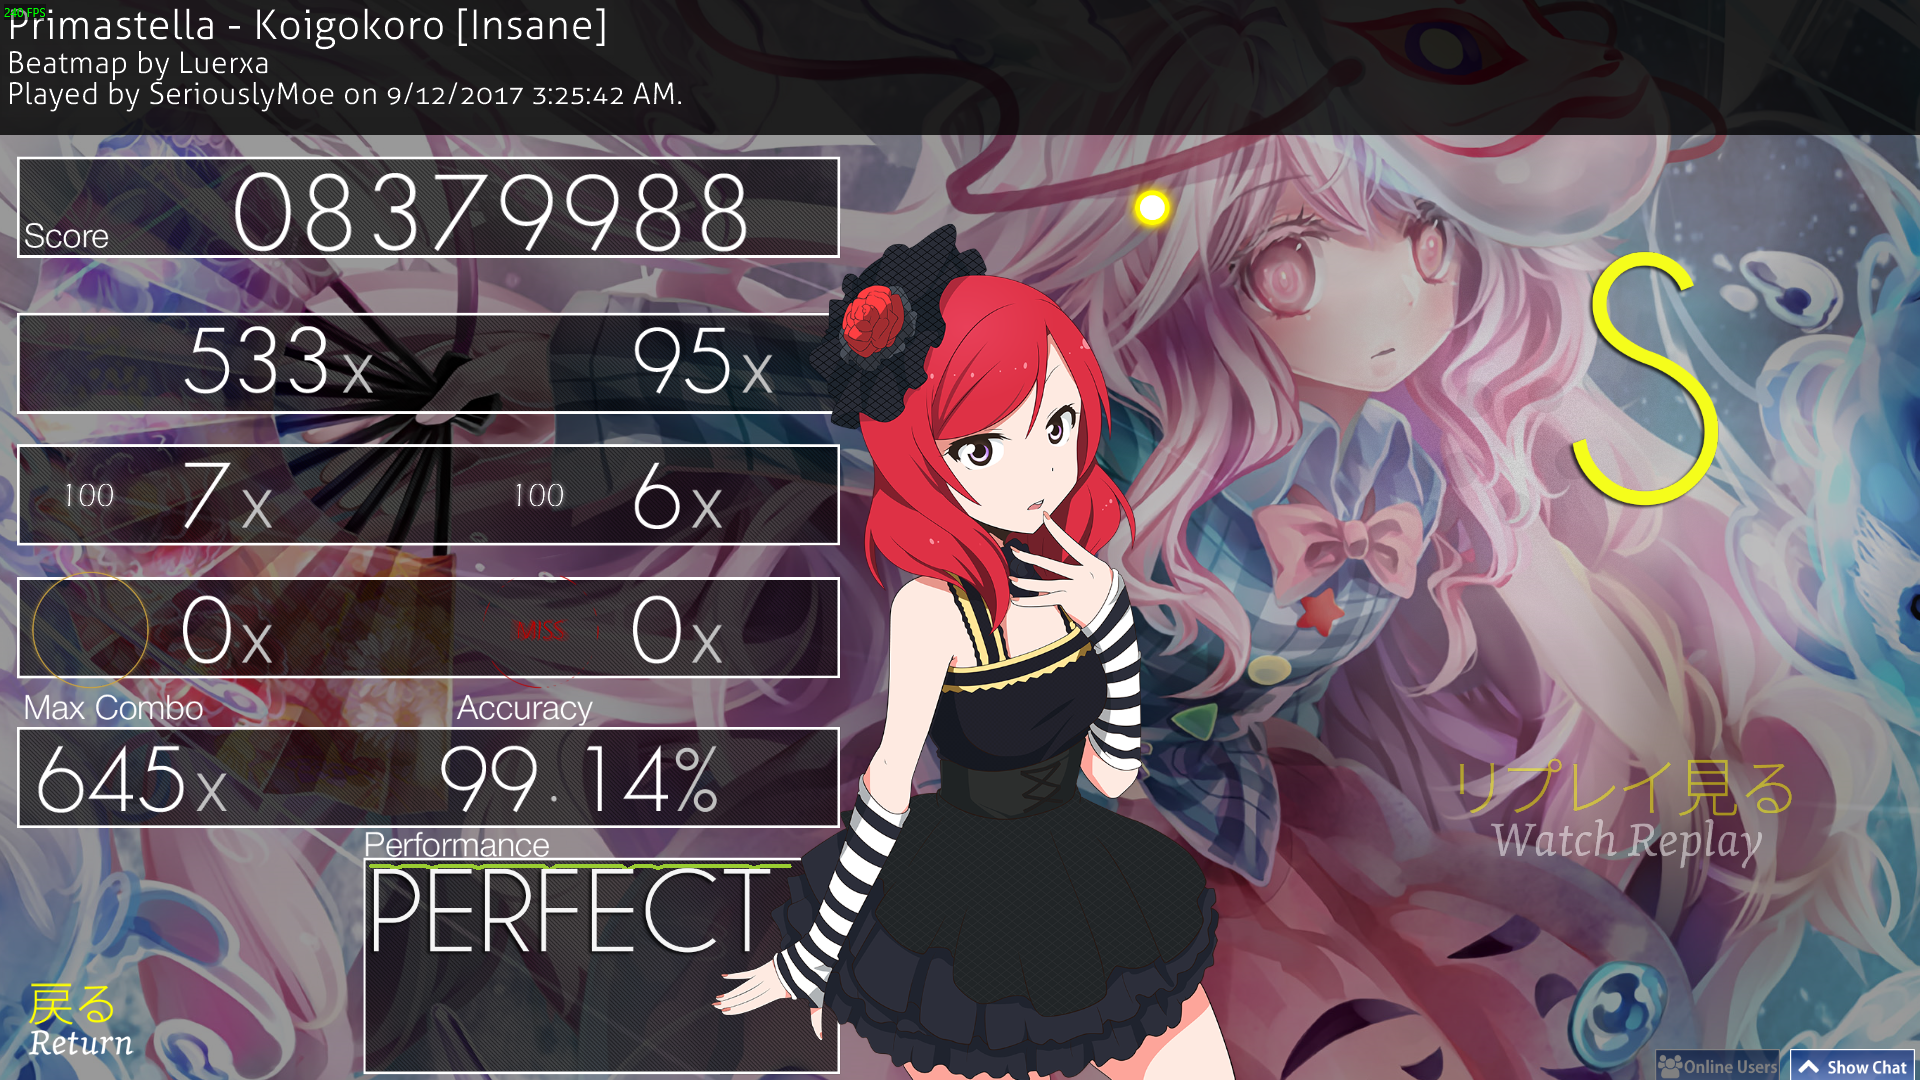 240 FPS
Primastella - Koigokoro [Insane]
Beatmap by Luerxa
Played by SeriouslyMoe on 9/12/2017 3:25:42 AM.
Score 08379988
533x 95x
100 7x 100 6x
0x MISS 0x
Max Combo Accuracy
645x 99.14%
Performance
PERFECT
リプレイ見る
Watch Replay
戻る
Return
Online Users Show Chat